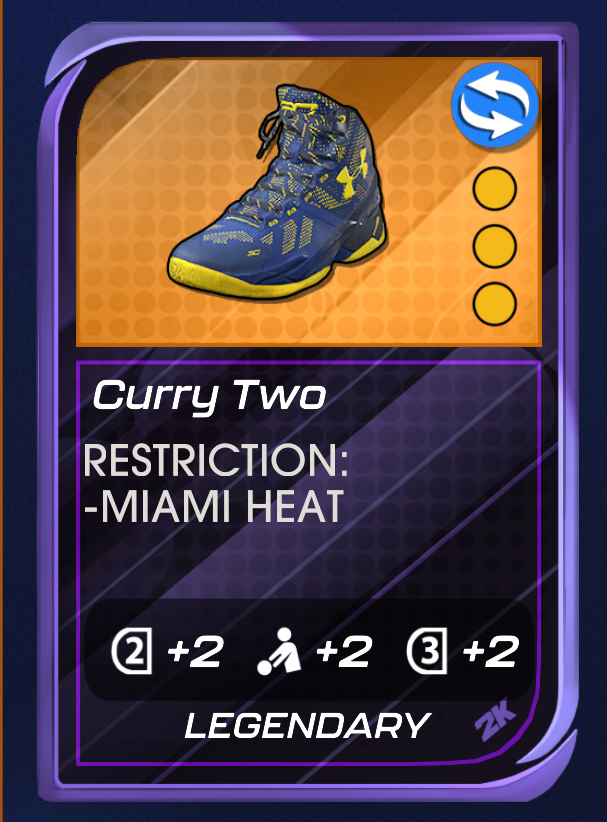 Curry Two
RESTRICTION:
-MIAMI HEAT
2 +2 +2 3 +2
LEGENDARY
2K